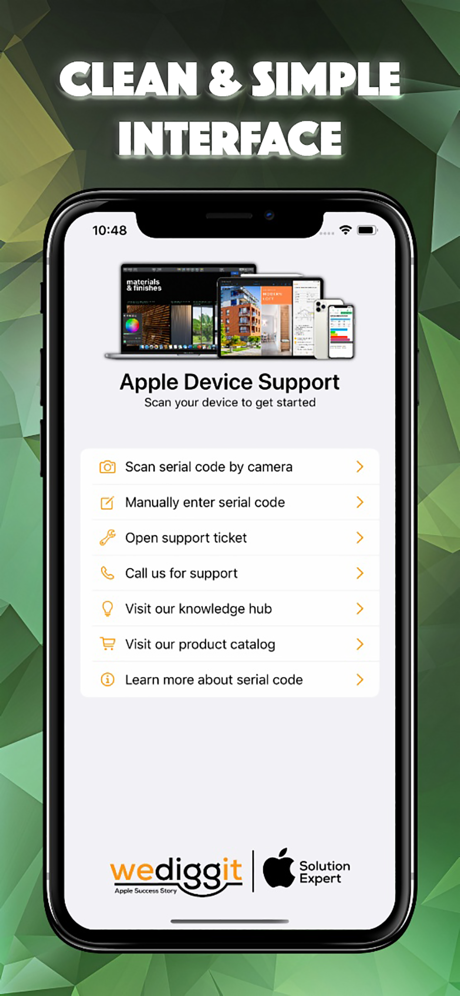 CLEAN & SIMPLE
INTERFACE
10:48
materials
& finishes
Apple Device Support
Scan your device to get started
Scan serial code by camera
Manually enter serial code
Open support ticket
Call us for support
Visit our knowledge hub
Visit our product catalog
Learn more about serial code
wediggit
Apple Success Story
Solution
Expert